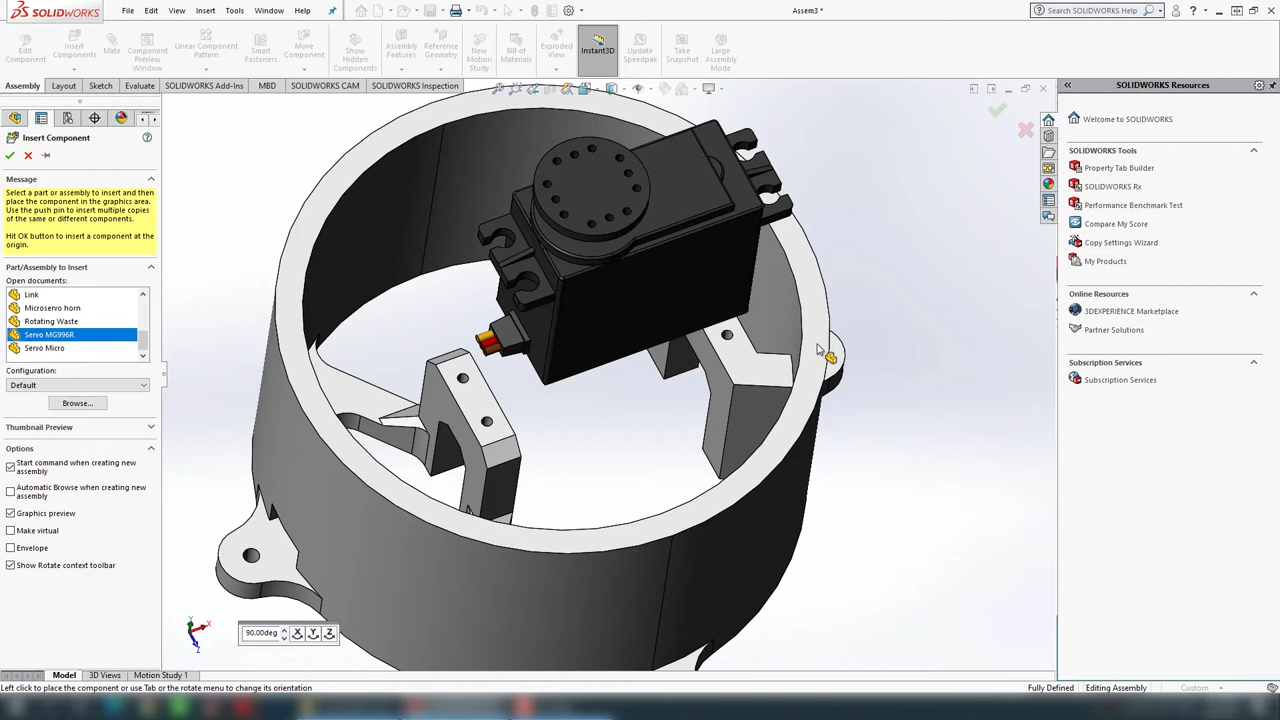 SOLIDWORKS File Edit View Insert Tools Window Help Assem3 * Search SOLIDWORKS Help
Edit Component
Insert Components
Mate
Component Preview Window
Linear Component Pattern
Smart Fasteners
Move Component
Show Hidden Components
Assembly Features
Reference Geometry
New Motion Study
Bill of Materials
Exploded View
Instant3D
Update Speedpak
Take Snapshot
Large Assembly Mode
Assembly Layout Sketch Evaluate SOLIDWORKS Add-Ins MBD SOLIDWORKS CAM SOLIDWORKS Inspection
Insert Component
Message
Select a part or assembly to insert and then
place the component in the graphics area.
Use the push pin to insert multiple copies
of the same or different components.
Hit OK button to insert a component at the
origin.
Part/Assembly to Insert
Open documents:
Link
Microservo horn
Rotating Waste
Servo MG996R
Servo Micro
Configuration:
Default
Browse...
Thumbnail Preview
Options
Start command when creating new
assembly
Automatic Browse when creating new
assembly
Graphics preview
Make virtual
Envelope
Show Rotate context toolbar
90.00deg X Y Z
Y X Z
SOLIDWORKS Resources
Welcome to SOLIDWORKS
SOLIDWORKS Tools
Property Tab Builder
SOLIDWORKS Rx
Performance Benchmark Test
Compare My Score
Copy Settings Wizard
My Products
Online Resources
3DEXPERIENCE Marketplace
Partner Solutions
Subscription Services
Subscription Services
Model 3D Views Motion Study 1
Left click to place the component or use Tab or the rotate menu to change its orientation Fully Defined Editing Assembly Custom